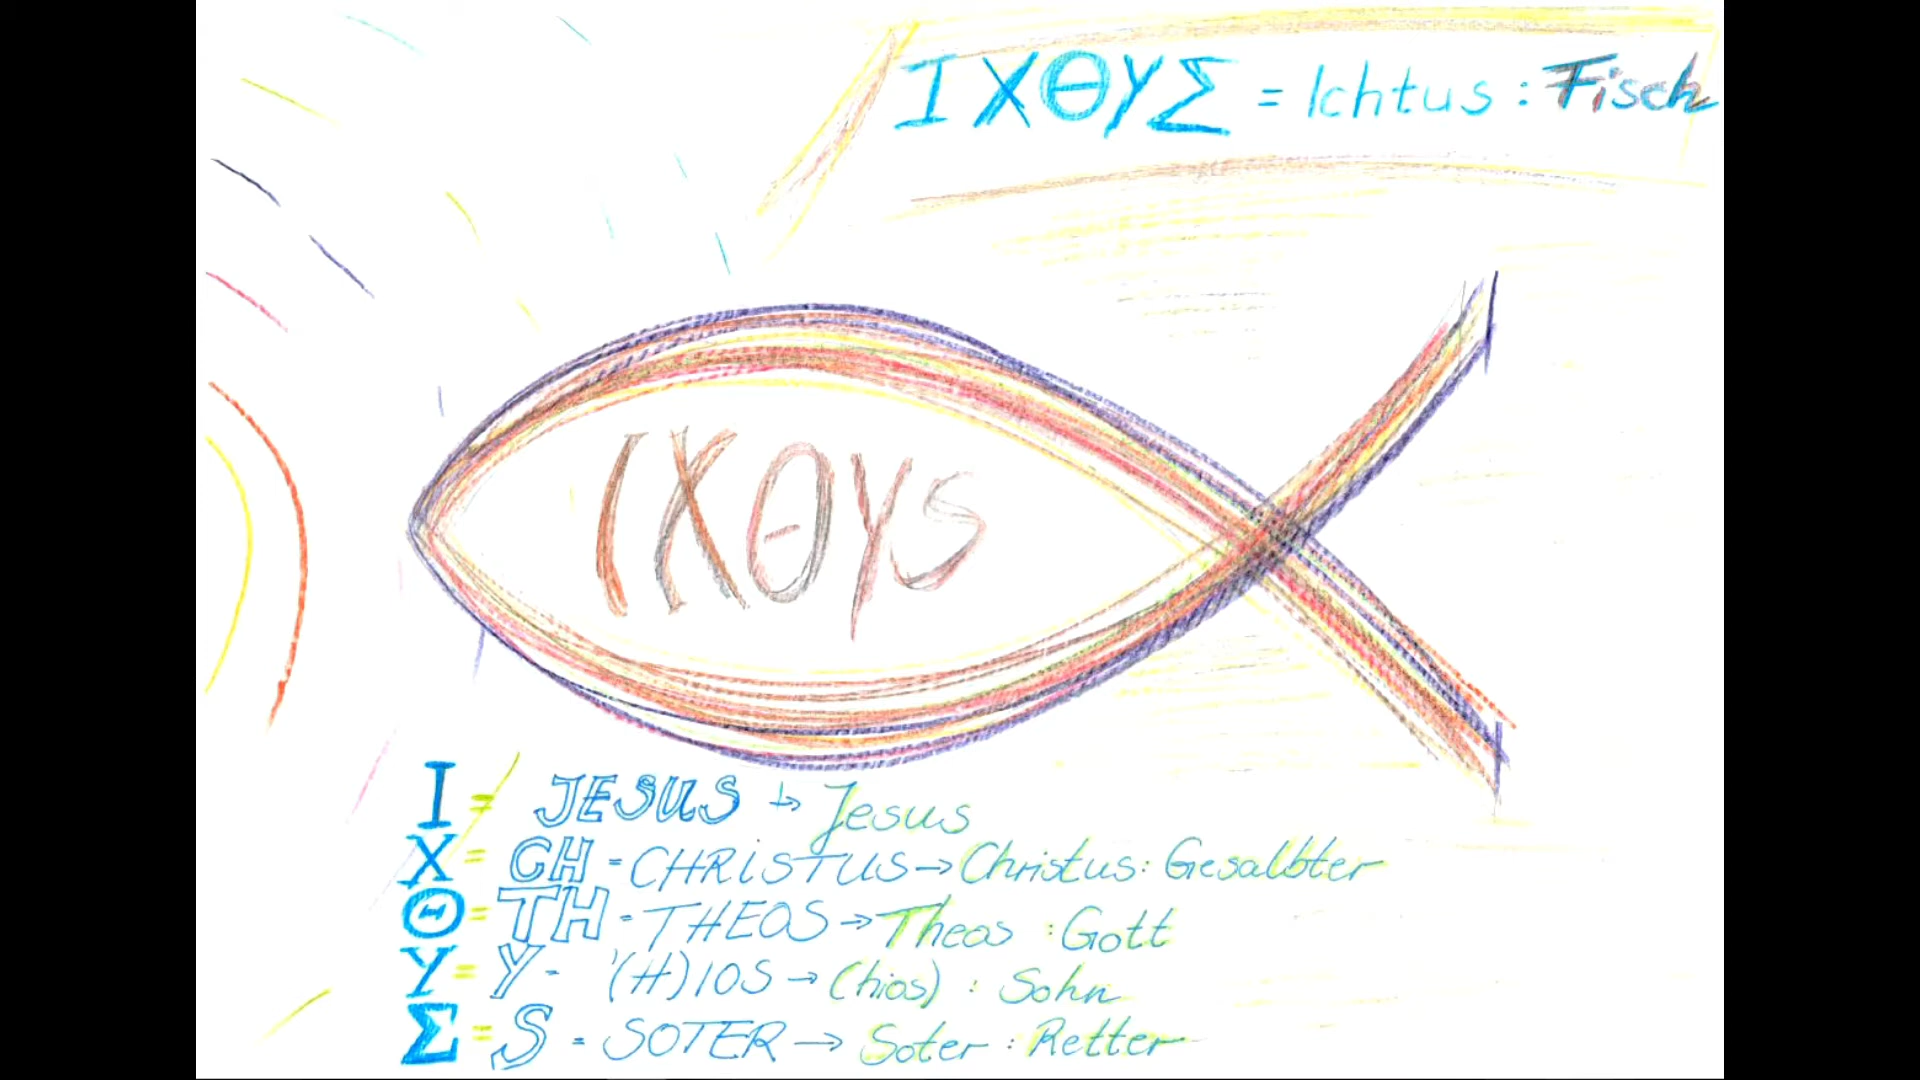 ΙΧΘΥΣ = Ichtus : Fisch
ΙΧΘΥS
Ι = JESUS ↳ Jesus
Χ = CH - CHRiSTUS → Christus: Gesalbter
Θ = TH - THEOS → Theos : Gott
Υ = Y - '(H)IOS → (hios) : Sohn
Σ = S - SOTER → Soter : Retter